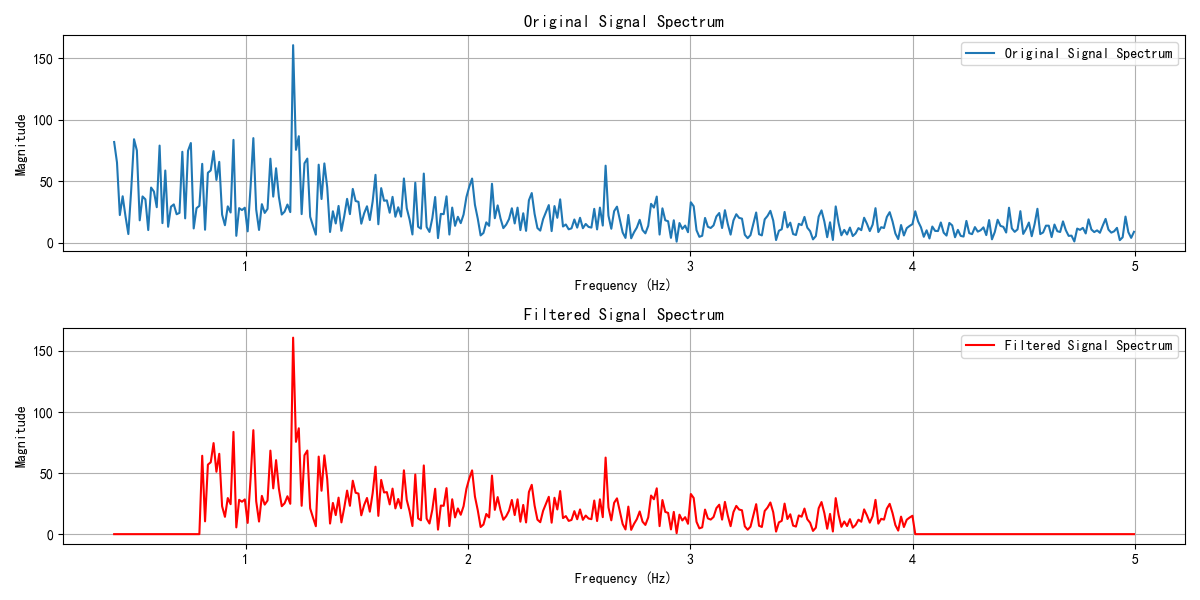 Original Signal Spectrum
Original Signal Spectrum
Magnitude
150
100
50
0
1
2
3
4
5
Frequency (Hz)
Filtered Signal Spectrum
Filtered Signal Spectrum
Magnitude
150
100
50
0
1
2
3
4
5
Frequency (Hz)